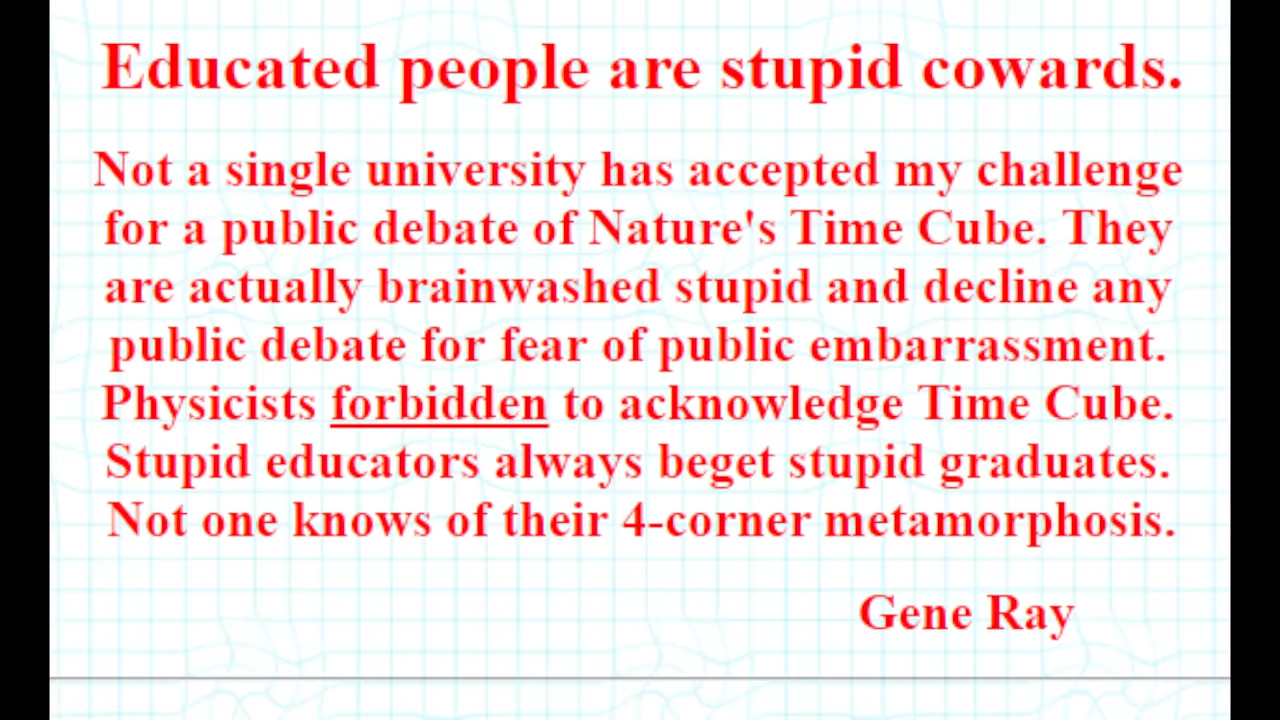 Educated people are stupid cowards.
Not a single university has accepted my challenge
for a public debate of Nature's Time Cube. They
are actually brainwashed stupid and decline any
public debate for fear of public embarrassment.
Physicists forbidden to acknowledge Time Cube.
Stupid educators always beget stupid graduates.
Not one knows of their 4-corner metamorphosis.
Gene Ray